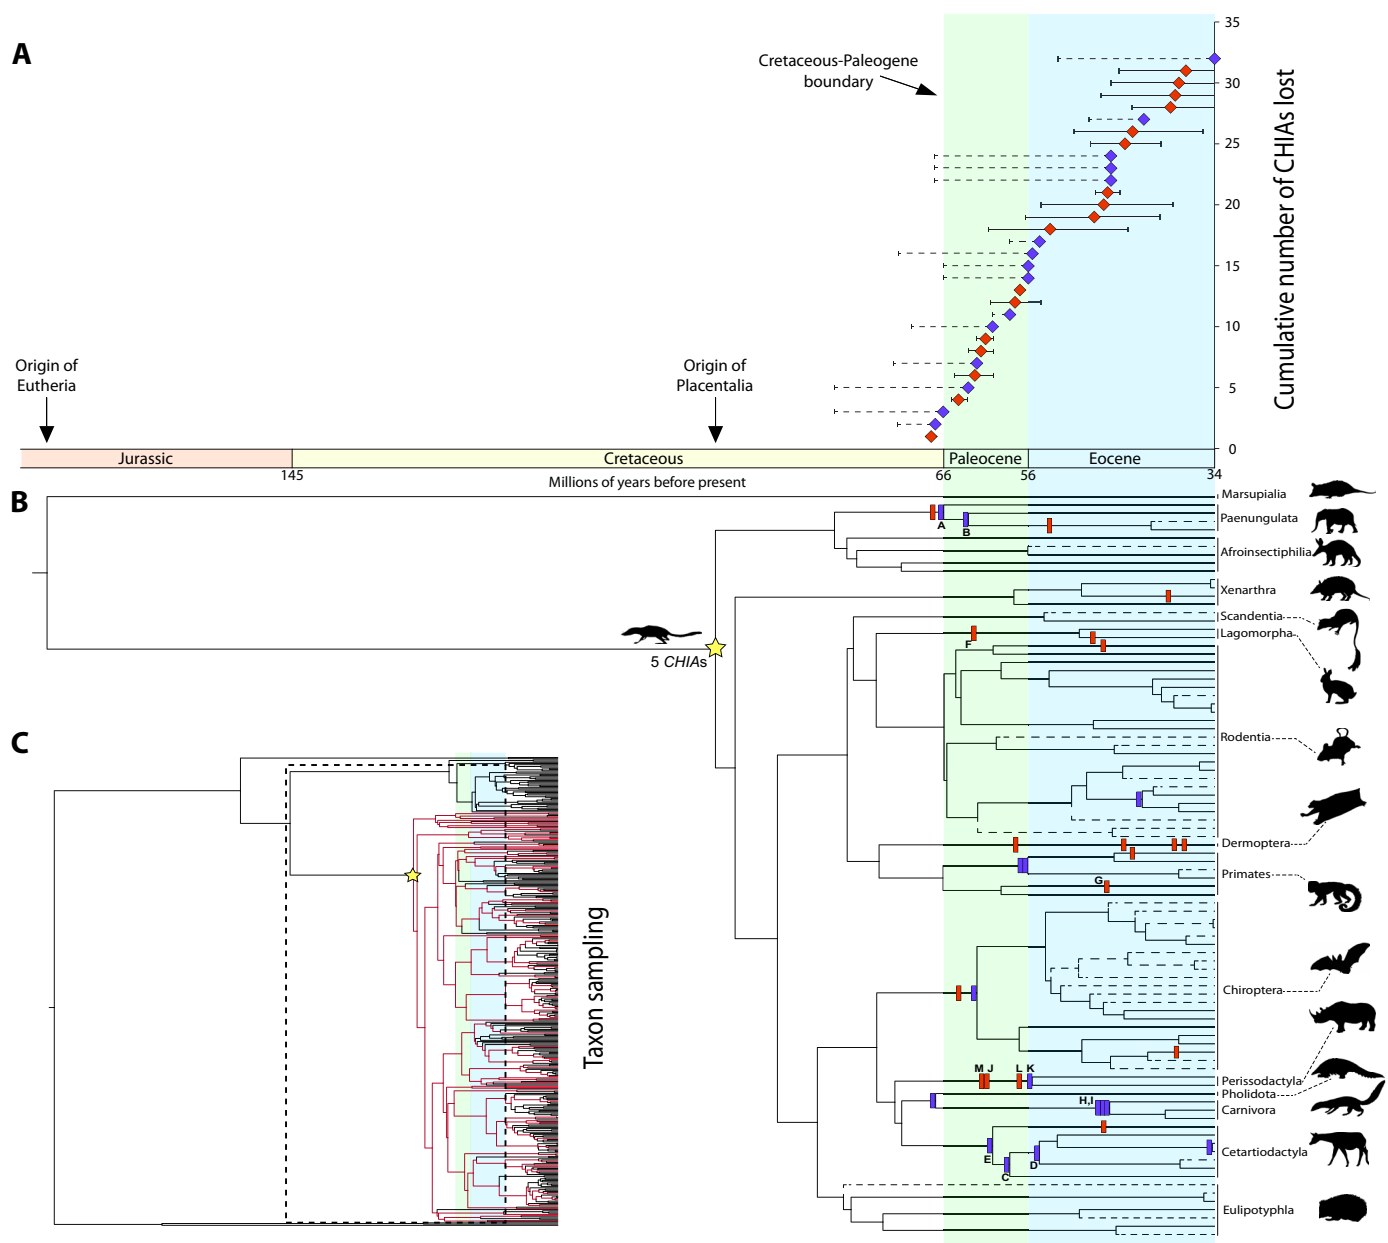 A
Cretaceous-Paleogene
boundary
35
30
25
20
15
10
5
0
Cumulative number of CHIAs lost
Origin of
Eutheria
Origin of
Placentalia
Jurassic
Cretaceous
Paleocene
Eocene
145
66
56
34
Millions of years before present
B
Marsupialia
Paenungulata
A
B
Afroinsectiphilia
Xenarthra
Scandentia
Lagomorpha
F
5 CHIAs
Rodentia
Dermoptera
Primates
G
Chiroptera
M J L K
Perissodactyla
Pholidota
H,I
Carnivora
E
C
D
Cetartiodactyla
Eulipotyphla
C
Taxon sampling